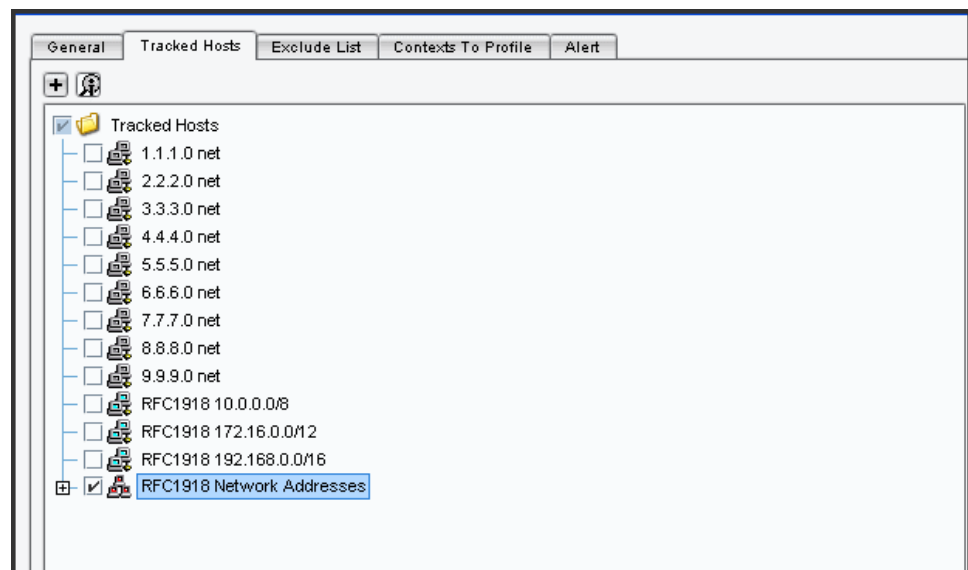 General Tracked Hosts Exclude List Contexts To Profile Alert
Tracked Hosts
1.1.1.0 net
2.2.2.0 net
3.3.3.0 net
4.4.4.0 net
5.5.5.0 net
6.6.6.0 net
7.7.7.0 net
8.8.8.0 net
9.9.9.0 net
RFC1918 10.0.0.0/8
RFC1918 172.16.0.0/12
RFC1918 192.168.0.0/16
RFC1918 Network Addresses